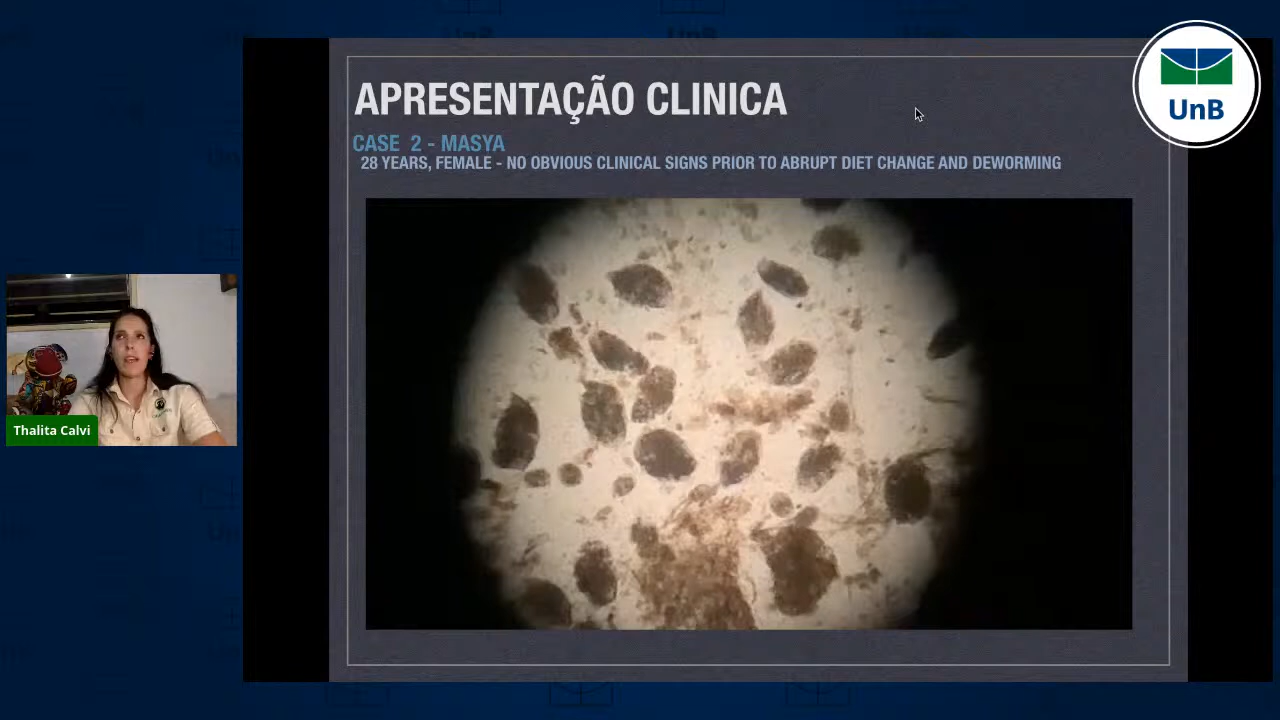 APRESENTAÇÃO CLINICA
CASE 2 - MASYA
28 YEARS, FEMALE - NO OBVIOUS CLINICAL SIGNS PRIOR TO ABRUPT DIET CHANGE AND DEWORMING
UnB
Thalita Calvi